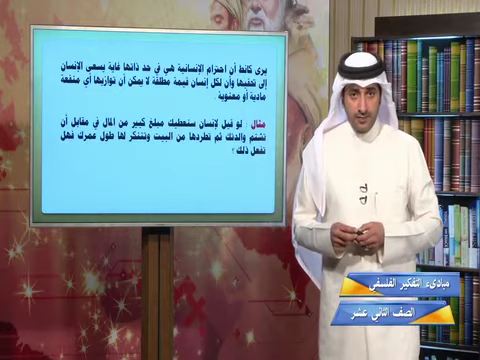 يرى كانط أن احترام الإنسانية هي في حد ذاتها غاية يسعى الإنسان
إلى تحقيقها وأن لكل إنسان قيمة مطلقة لا يمكن أن توازيها أي منفعة
مادية أو معنوية .
مثال : لو قيل لإنسان ستعطيك مبلغ كبير من المال في مقابل أن
تشتم والدتك ثم تطردها من البيت وتتنكر لها طول عمرك فهل
تفعل ذلك ؟
مبادىء التفكير الفلسفي
الصف الثاني عشر